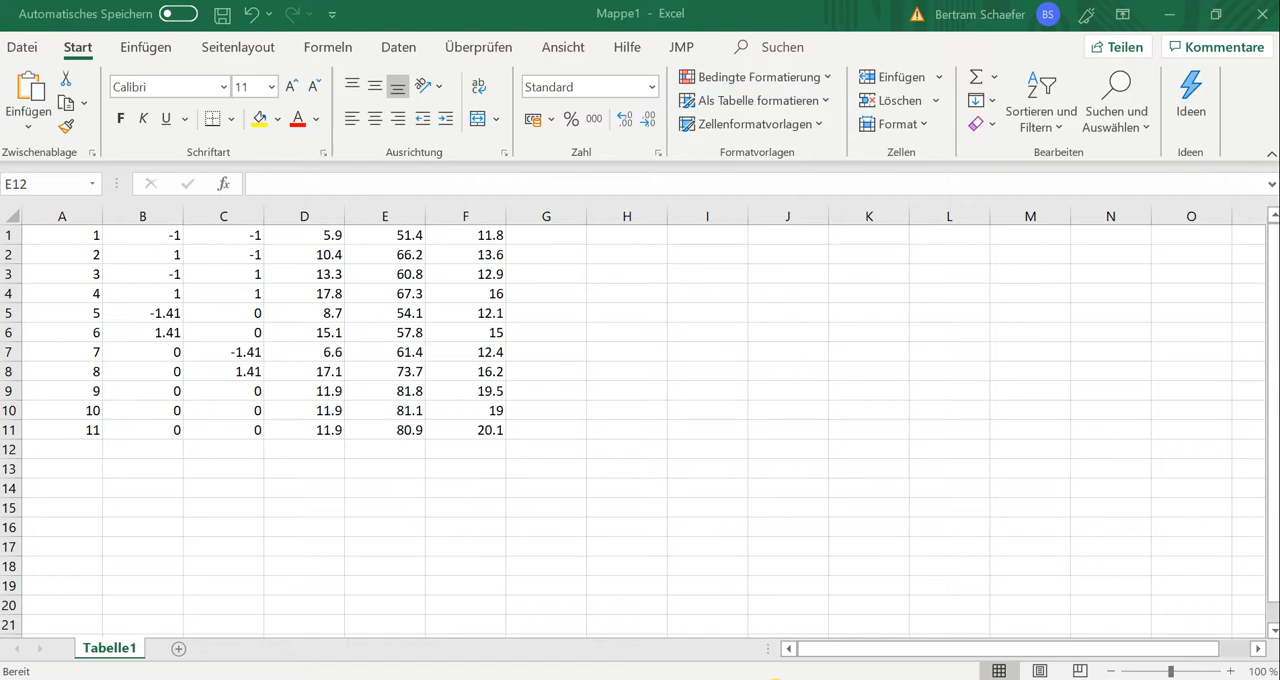 Automatisches Speichern Mappe1 - Excel Bertram Schaefer BS
Datei Start Einfügen Seitenlayout Formeln Daten Überprüfen Ansicht Hilfe JMP Suchen Teilen Kommentare
Einfügen
Calibri 11
F K U
ab
Standard
% 000
Bedingte Formatierung
Als Tabelle formatieren
Zellenformatvorlagen
Einfügen
Löschen
Format
Sortieren und
Filtern
Suchen und
Auswählen
Ideen
Zwischenablage Schriftart Ausrichtung Zahl Formatvorlagen Zellen Bearbeiten Ideen
E12 fx
A B C D E F G H I J K L M N O
1 1 -1 -1 5.9 51.4 11.8
2 2 1 -1 10.4 66.2 13.6
3 3 -1 1 13.3 60.8 12.9
4 4 1 1 17.8 67.3 16
5 5 -1.41 0 8.7 54.1 12.1
6 6 1.41 0 15.1 57.8 15
7 7 0 -1.41 6.6 61.4 12.4
8 8 0 1.41 17.1 73.7 16.2
9 9 0 0 11.9 81.8 19.5
10 10 0 0 11.9 81.1 19
11 11 0 0 11.9 80.9 20.1
12
13
14
15
16
17
18
19
20
21
Tabelle1
Bereit 100 %